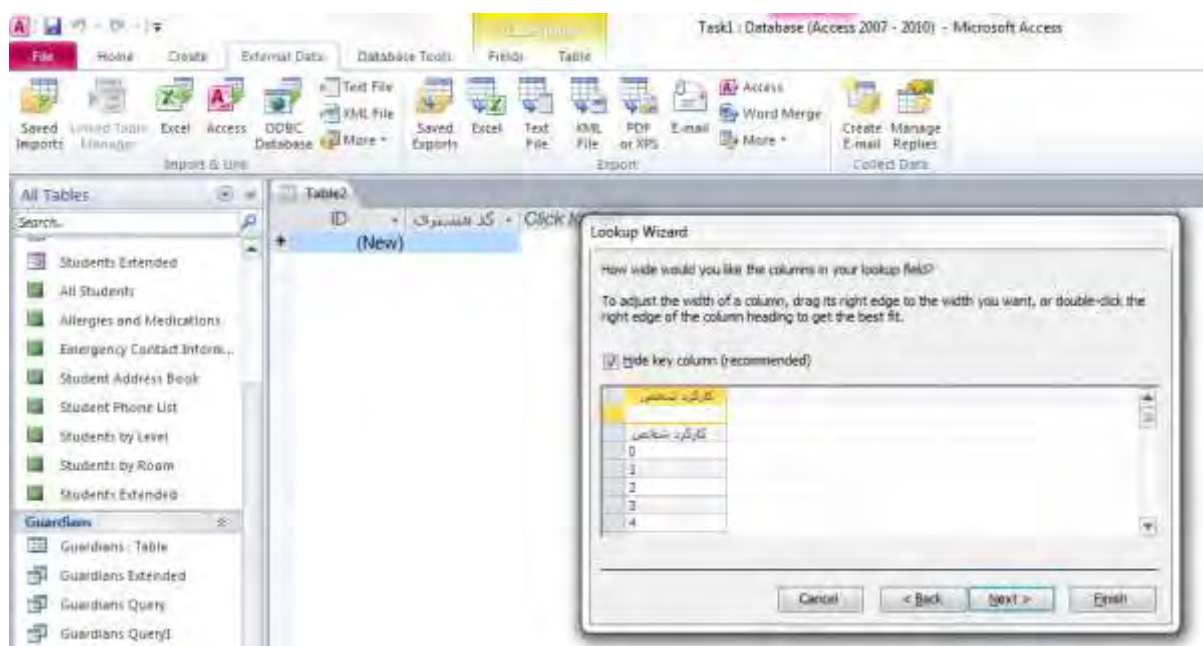 Task1 : Database (Access 2007 - 2010) - Microsoft Access
File Home Create External Data Database Tools Fields Table
Saved Imports
Linked Table Manager
Excel
Access
ODBC Database
Text File
XML File
More
Import & Link
Saved Exports
Excel
Text File
XML File
PDF or XPS
E-mail
Access
Word Merge
More
Export
Create E-mail
Manage Replies
Collect Data
All Tables
Search..
Students Extended
All Students
Allergies and Medications
Emergency Contact Inform...
Student Address Book
Student Phone List
Students by Level
Students by Room
Students Extended
Guardians
Guardians : Table
Guardians Extended
Guardians Query
Guardians Query1
Table2
ID کد مشتری Click
(New)
Lookup Wizard
How wide would you like the columns in your lookup field?
To adjust the width of a column, drag its right edge to the width you want, or double-click the
right edge of the column heading to get the best fit.
Hide key column (recommended)
کارکرد شخص
کارکرد شخص
0
1
2
3
4
Cancel < Back Next > Finish